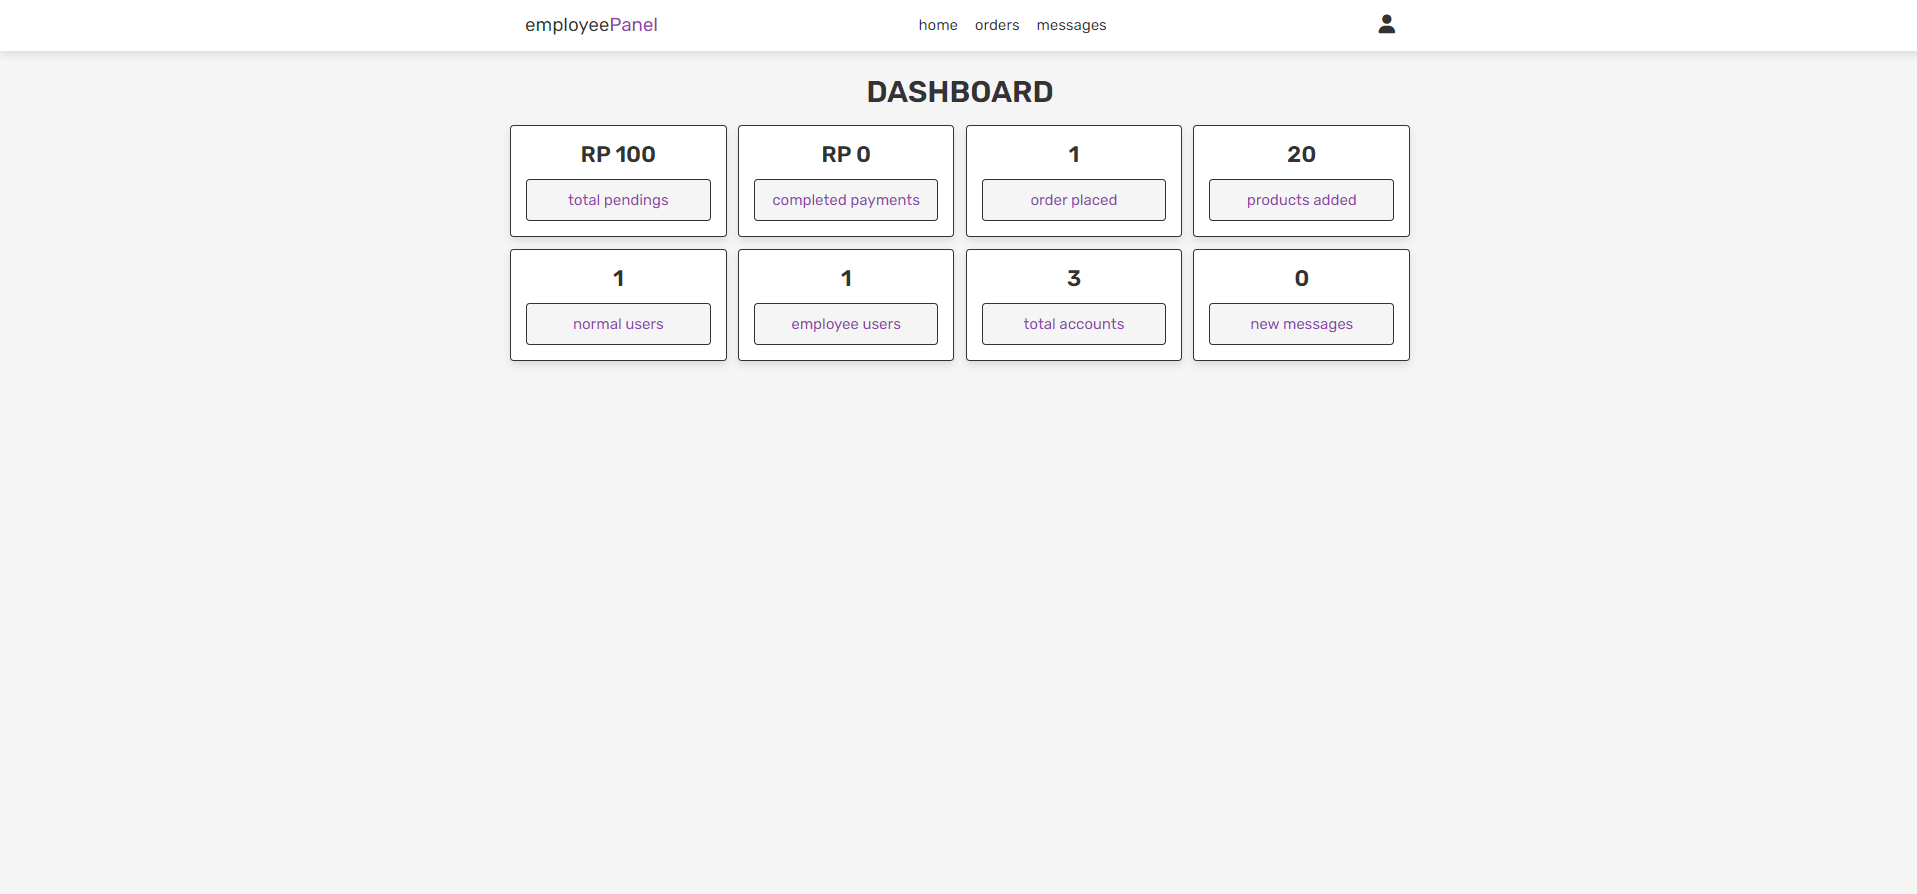 employeePanel
home orders messages
DASHBOARD
RP 100
total pendings
RP 0
completed payments
1
order placed
20
products added
1
normal users
1
employee users
3
total accounts
0
new messages